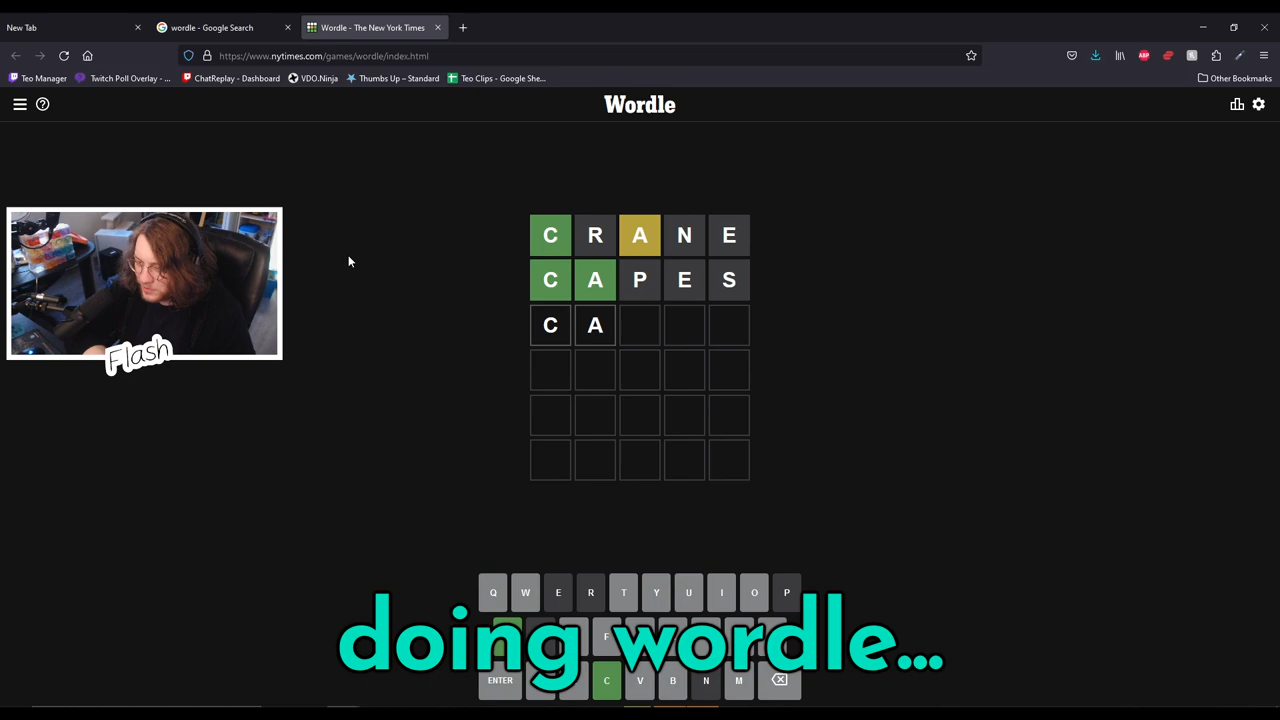 New Tab
wordle - Google Search
Wordle - The New York Times
https://www.nytimes.com/games/wordle/index.html
Teo Manager
Twitch Poll Overlay - ...
ChatReplay - Dashboard
VDO.Ninja
Thumbs Up – Standard
Teo Clips - Google She...
Other Bookmarks
Wordle
C R A N E
C A P E S
C A
Flash
Q W E R T Y U I O P
F
ENTER C V B N M
doing wordle...